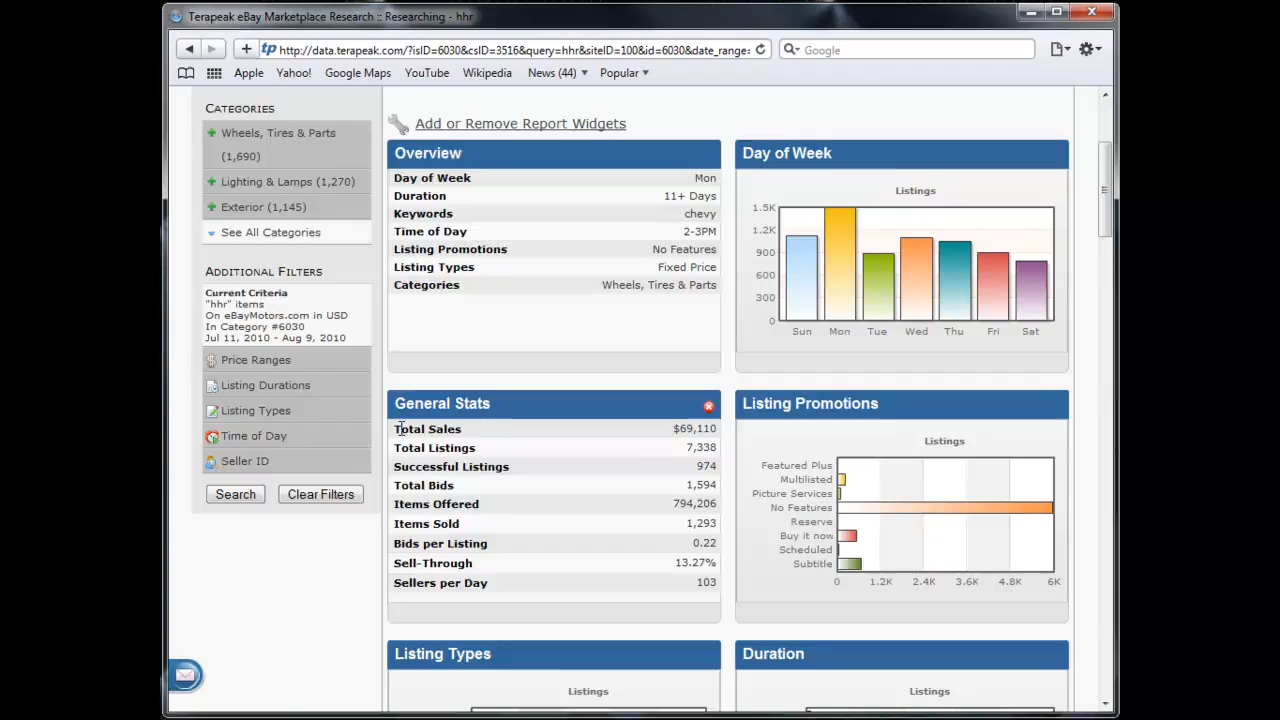 Terapeak eBay Marketplace Research :: Researching - hhr
tp http://data.terapeak.com/?isID=6030&csID=3516&query=hhr&siteID=100&id=6030&date_range:
Google
Apple Yahoo! Google Maps YouTube Wikipedia News (44) Popular
Categories
Wheels, Tires & Parts
(1,690)
Lighting & Lamps (1,270)
Exterior (1,145)
See All Categories
Additional Filters
Current Criteria
"hhr" items
On eBayMotors.com in USD
In Category #6030
Jul 11, 2010 - Aug 9, 2010
Price Ranges
Listing Durations
Listing Types
Time of Day
Seller ID
Search Clear Filters
Add or Remove Report Widgets
Overview
Day of Week Mon
Duration 11+ Days
Keywords chevy
Time of Day 2-3PM
Listing Promotions No Features
Listing Types Fixed Price
Categories Wheels, Tires & Parts
Day of Week
Listings
1.5K
1.2K
900
600
300
0
Sun Mon Tue Wed Thu Fri Sat
General Stats
Total Sales $69,110
Total Listings 7,338
Successful Listings 974
Total Bids 1,594
Items Offered 794,206
Items Sold 1,293
Bids per Listing 0.22
Sell-Through 13.27%
Sellers per Day 103
Listing Promotions
Listings
Featured Plus
Multilisted
Picture Services
No Features
Reserve
Buy it now
Scheduled
Subtitle
0 1.2K 2.4K 3.6K 4.8K 6K
Listing Types
Listings
Duration
Listings